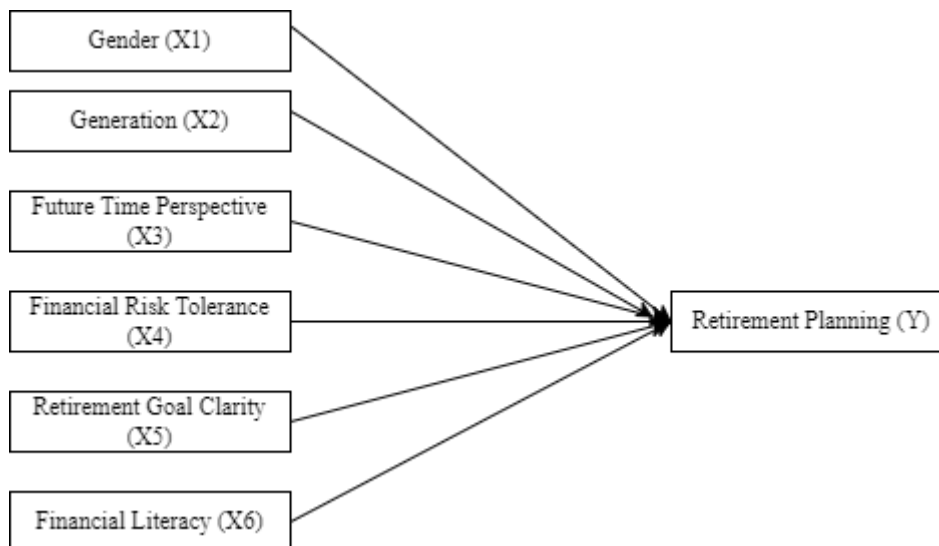 Gender (X1)
Generation (X2)
Future Time Perspective
(X3)
Financial Risk Tolerance
(X4)
Retirement Planning (Y)
Retirement Goal Clarity
(X5)
Financial Literacy (X6)